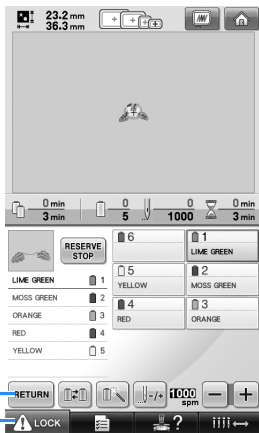 23.2 mm
36.3 mm
0 min
3 min
0
5
0
1000
0 min
3 min
RESERVE
STOP
LIME GREEN 1
MOSS GREEN 2
ORANGE 3
RED 4
YELLOW 5
6
1
LIME GREEN
5
YELLOW
2
MOSS GREEN
4
RED
3
ORANGE
RETURN
-/+
1000
spm
− +
LOCK
?